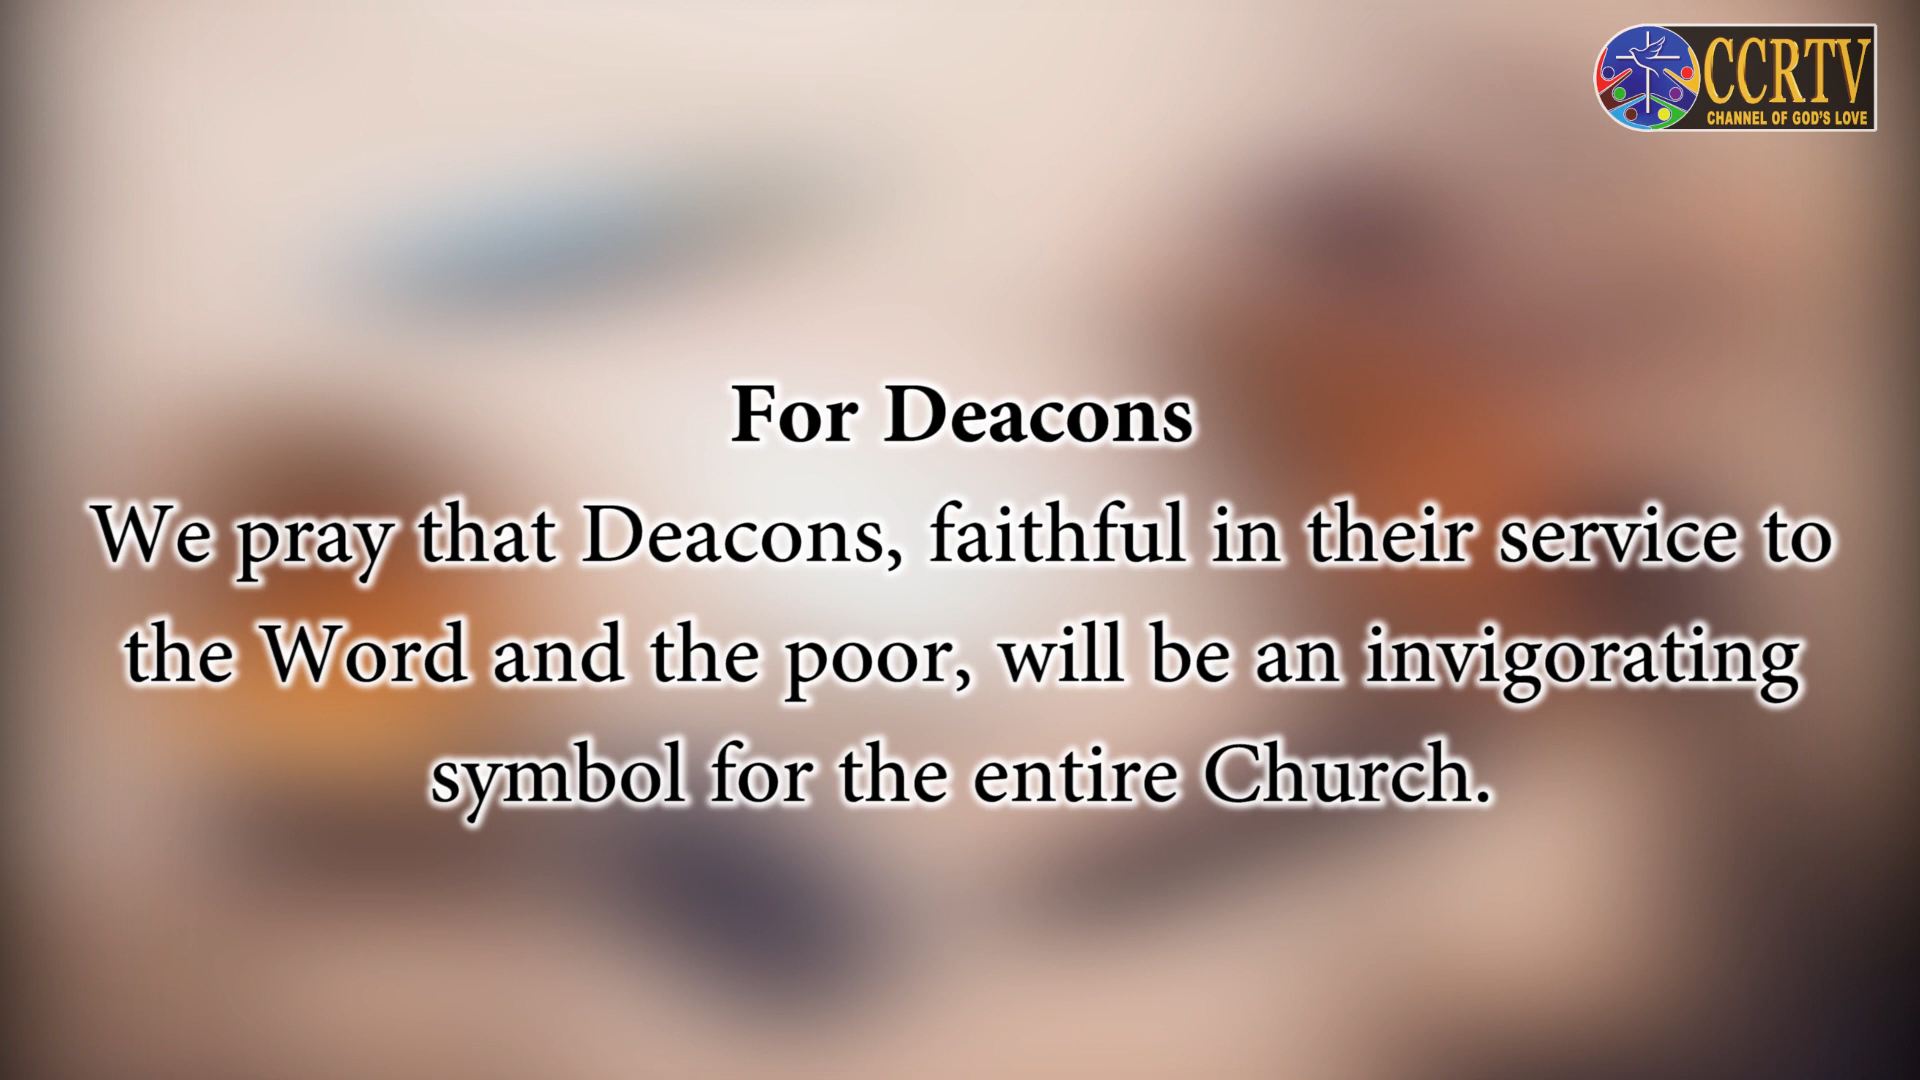 CCRTV
CHANNEL OF GOD'S LOVE
For Deacons
We pray that Deacons, faithful in their service to
the Word and the poor, will be an invigorating
symbol for the entire Church.